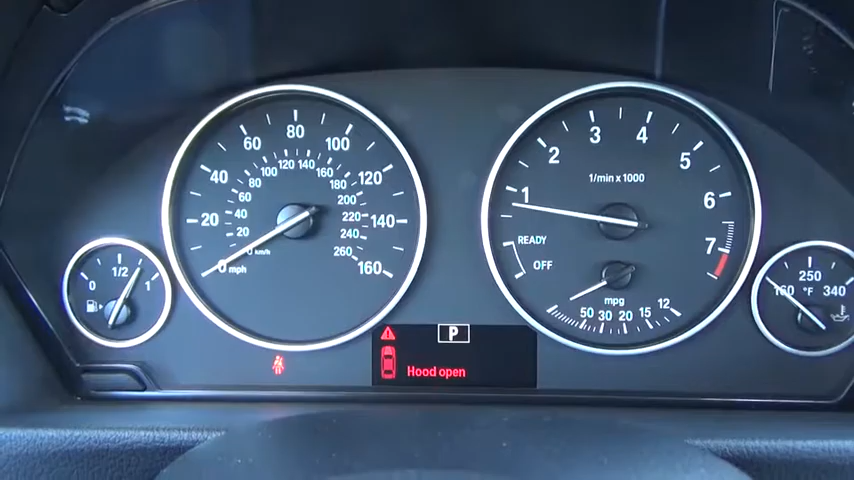 0 1/2 1
0 20 40 60 80 100 120 140 160
mph
20 40 60 80 100 120 140 160 180 200 220 240 260
0 km/h
1 2 3 4 5 6 7
1/min x 1000
READY
OFF
mpg
50 30 20 15 12
160 250 340
°F
P
Hood open